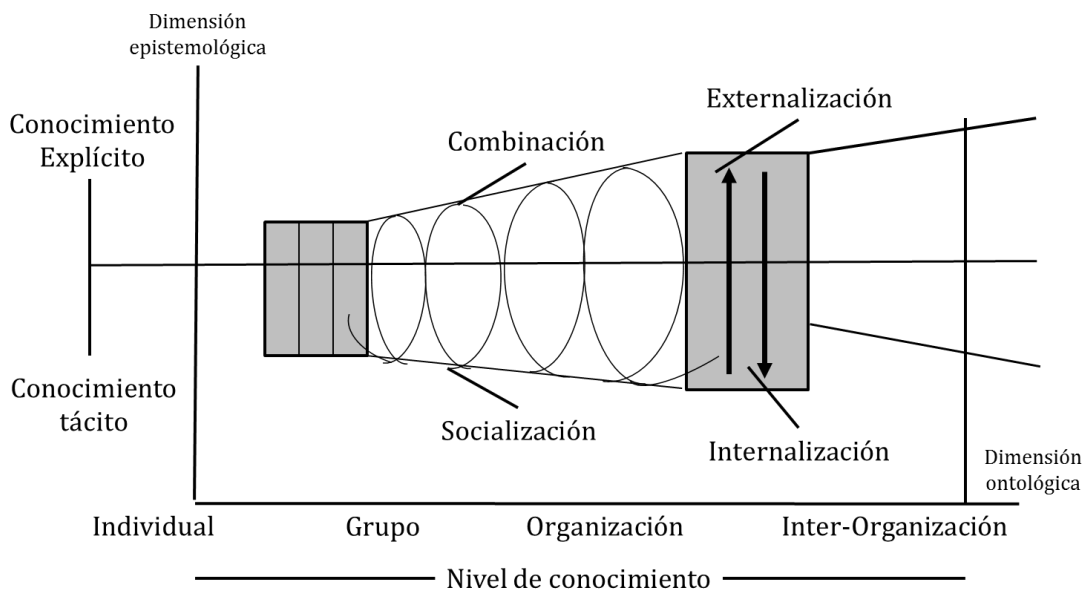 Dimensión
epistemológica
Conocimiento
Explícito
Combinación
Externalización
Conocimiento
tácito
Socialización
Internalización
Dimensión
ontológica
Individual
Grupo
Organización
Inter-Organización
Nivel de conocimiento